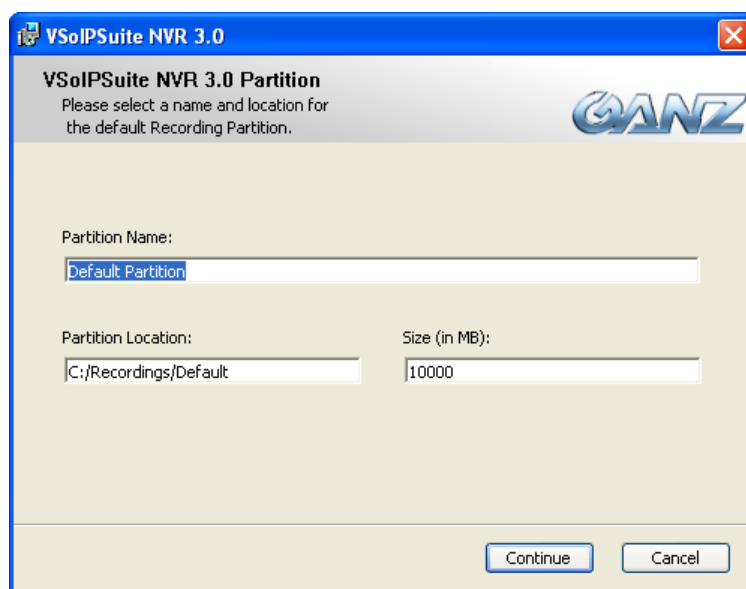 VSoIPSuite NVR 3.0
VSoIPSuite NVR 3.0 Partition
Please select a name and location for
the default Recording Partition.
GANZ
Partition Name:
Default Partition
Partition Location:
Size (in MB):
C:/Recordings/Default
10000
Continue
Cancel